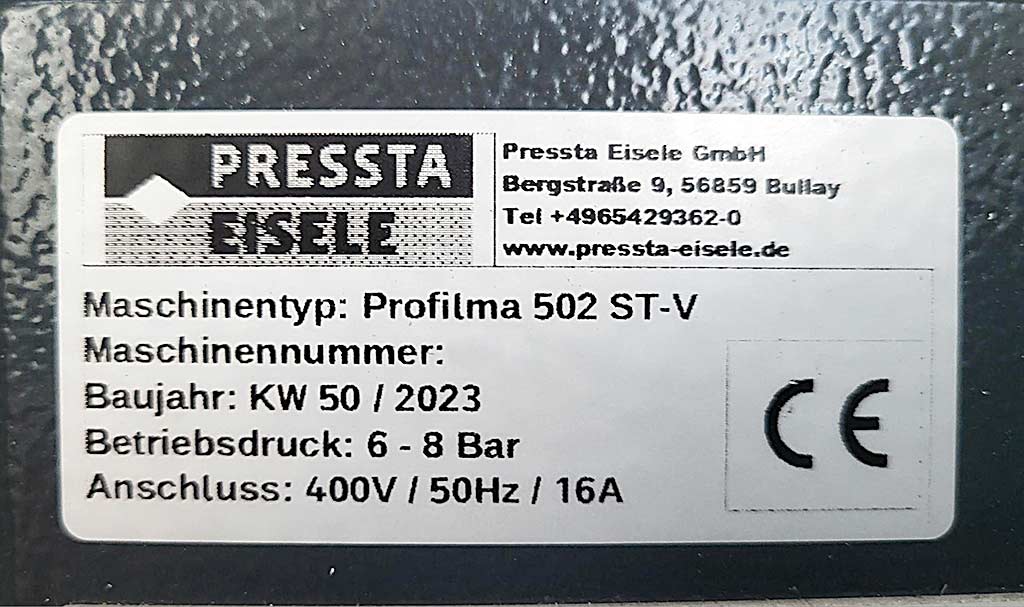 PRESSTA
EISELE
Pressta Eisele GmbH
Bergstraße 9, 56859 Bullay
Tel +4965429362-0
www.pressta-eisele.de
Maschinentyp: Profilma 502 ST-V
Maschinennummer:
Baujahr: KW 50 / 2023
Betriebsdruck: 6 - 8 Bar
Anschluss: 400V / 50Hz / 16A
CE